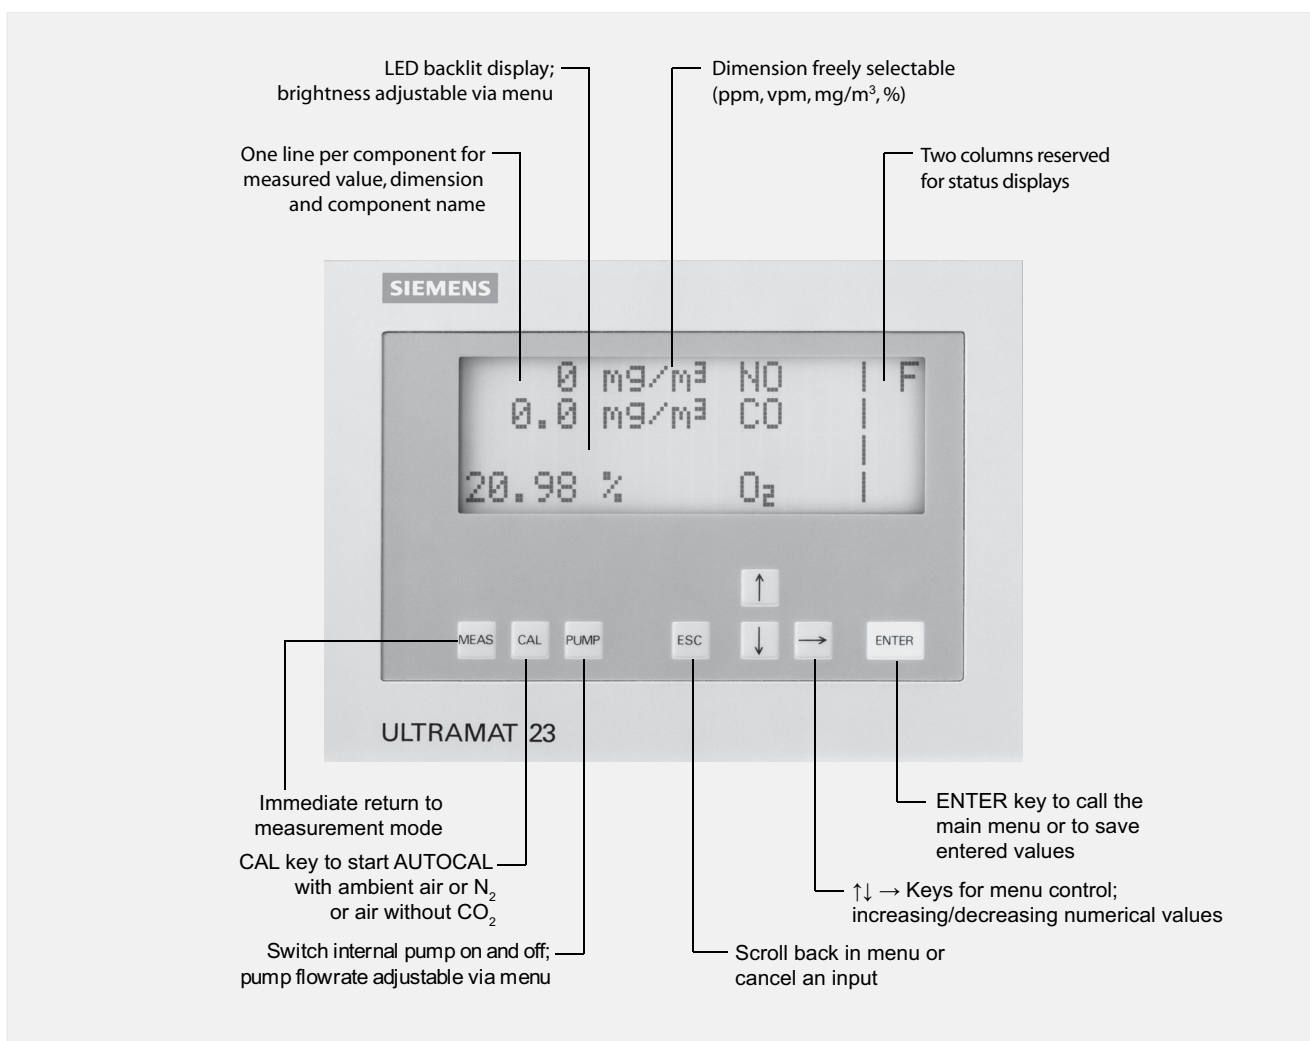 LED backlit display;
brightness adjustable via menu
Dimension freely selectable
(ppm, vpm, mg/m³, %)
One line per component for
measured value, dimension
and component name
Two columns reserved
for status displays
SIEMENS
0 mg/m³ NO | F
0.0 mg/m³ CO |
|
20.98 % O₂ |
↑
MEAS CAL PUMP ESC ↓ → ENTER
ULTRAMAT 23
Immediate return to
measurement mode
CAL key to start AUTOCAL
with ambient air or N₂
or air without CO₂
Switch internal pump on and off;
pump flowrate adjustable via menu
ENTER key to call the
main menu or to save
entered values
↑↓ → Keys for menu control;
increasing/decreasing numerical values
Scroll back in menu or
cancel an input